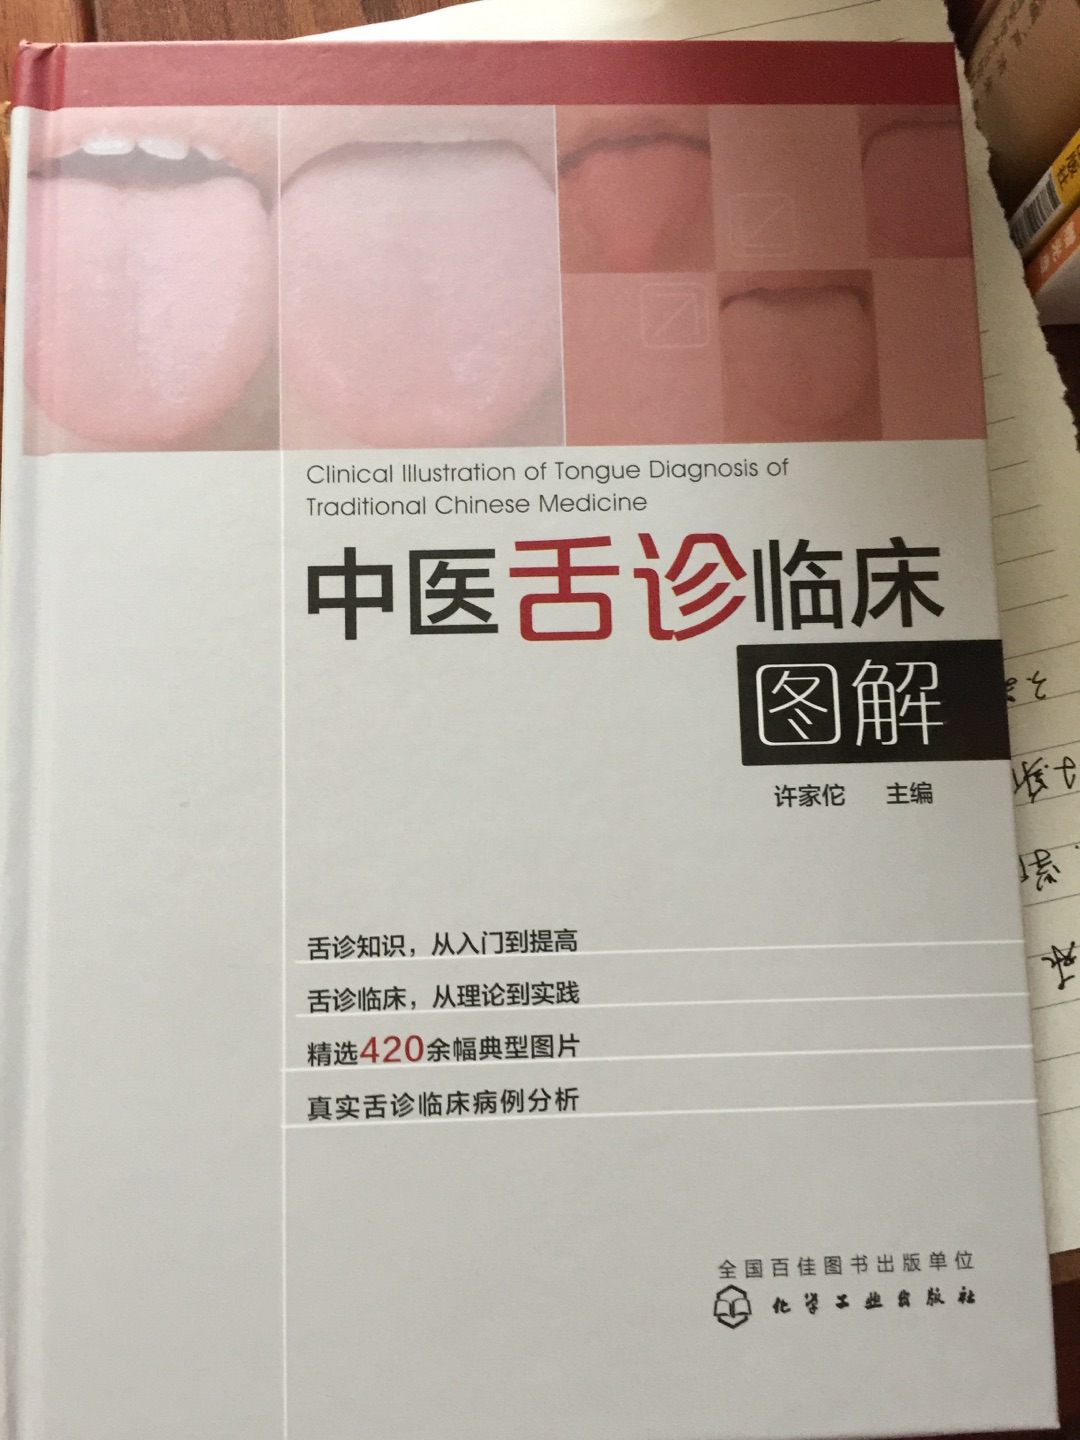 Clinical Illustration of Tongue Diagnosis of
Traditional Chinese Medicine
中医舌诊临床
图解
许家佗 主编
舌诊知识，从入门到提高
舌诊临床，从理论到实践
精选420余幅典型图片
真实舌诊临床病例分析
全国百佳图书出版单位
化学工业出版社